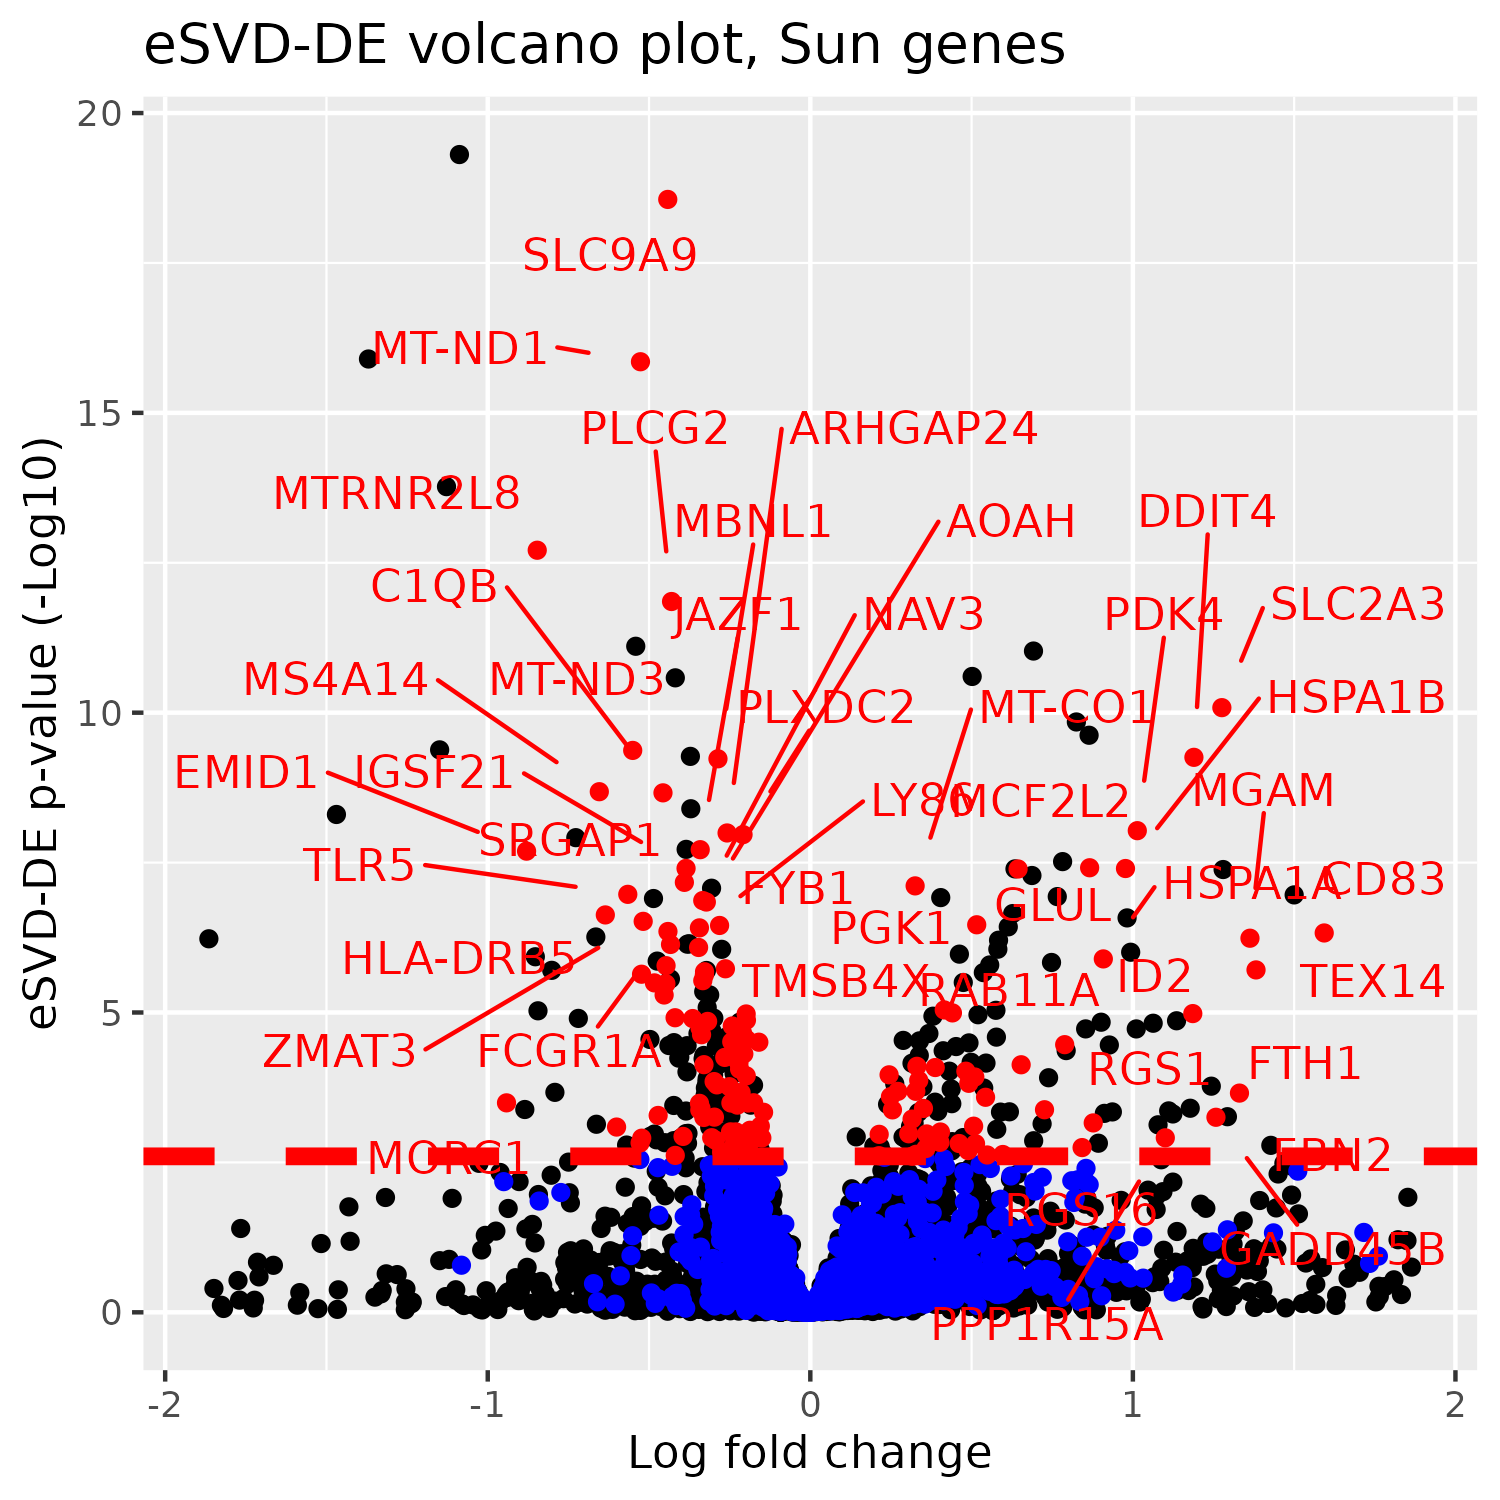 eSVD-DE volcano plot, Sun genes
eSVD-DE p-value (-Log10)
20
15
10
5
0
SLC9A9
MT-ND1
PLCG2
ARHGAP24
MTRNR2L8
MBNL1
AOAH
DDIT4
C1QB
JAZF1
NAV3
PDK4
SLC2A3
MS4A14
MT-ND3
PLXDC2
MT-CO1
HSPA1B
EMID1
IGSF21
LY86
MCF2L2
MGAM
SRGAP1
TLR5
FYB1
GLUL
HSPA1A
CD83
PGK1
HLA-DRB5
TMSB4X
RAB11A
ID2
TEX14
ZMAT3
FCGR1A
RGS1
FTH1
MORC1
FBN2
RGS16
GADD45B
PPP1R15A
-2
-1
0
1
2
Log fold change